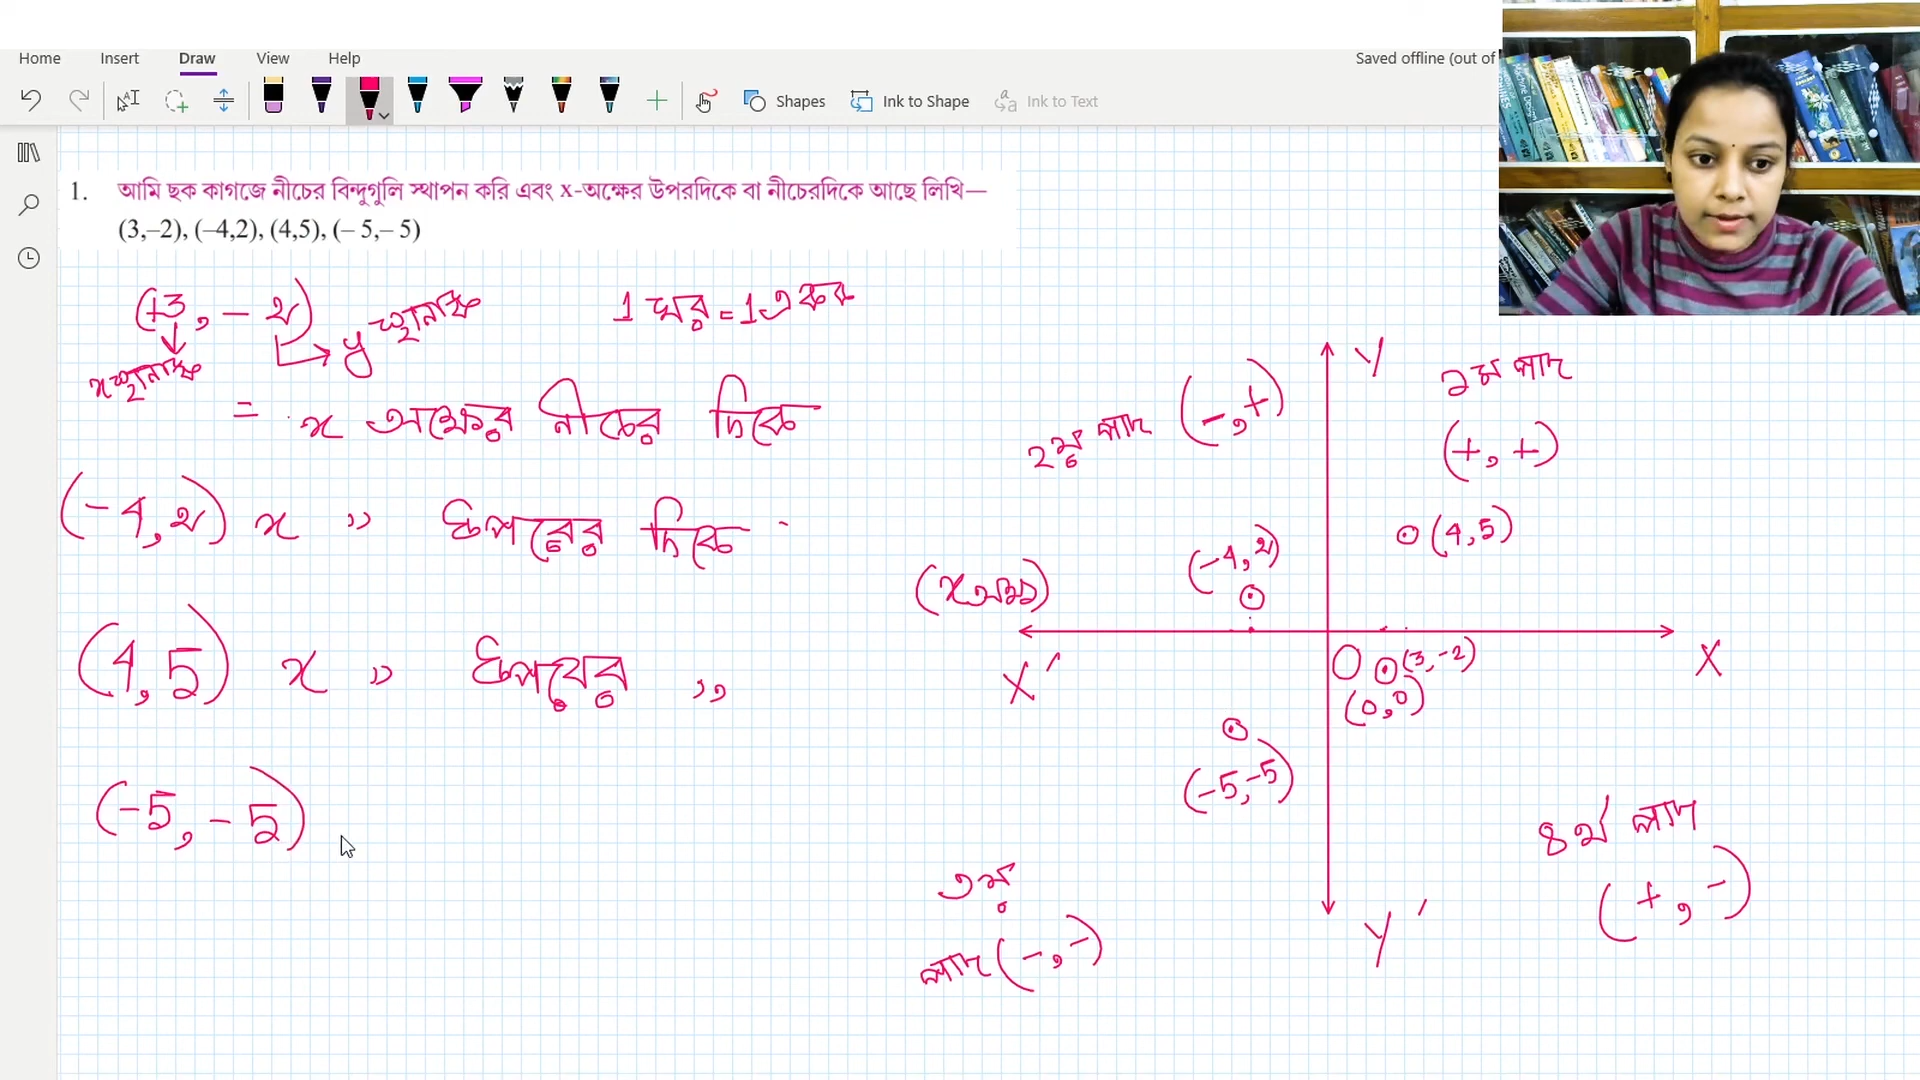 Home Insert Draw View Help
Saved offline (out of
Shapes Ink to Shape Ink to Text
1. আমি ছক কাগজে নীচের বিন্দুগুলি স্থাপন করি এবং x-অক্ষের উপরদিকে বা নীচেরদিকে আছে লিখি—
(3,–2), (–4,2), (4,5), (– 5,– 5)
(+3, – 2)
x স্থানাঙ্ক
y স্থানাঙ্ক
1 ঘর = 1 একক
= x অক্ষের নীচের দিকে
(-4, 2) x ,, উপরের দিকে
(4, 5) x ,, উপরের ,,
(-5, -5)
Y
১ম পাদ
(+, +)
২য় পাদ (-, +)
(4, 5)
(-4, 2)
(x অক্ষ)
X′
O
(3, -2)
(0, 0)
X
(-5, -5)
৩য়
পাদ (-, -)
৪র্থ পাদ
(+, -)
Y′